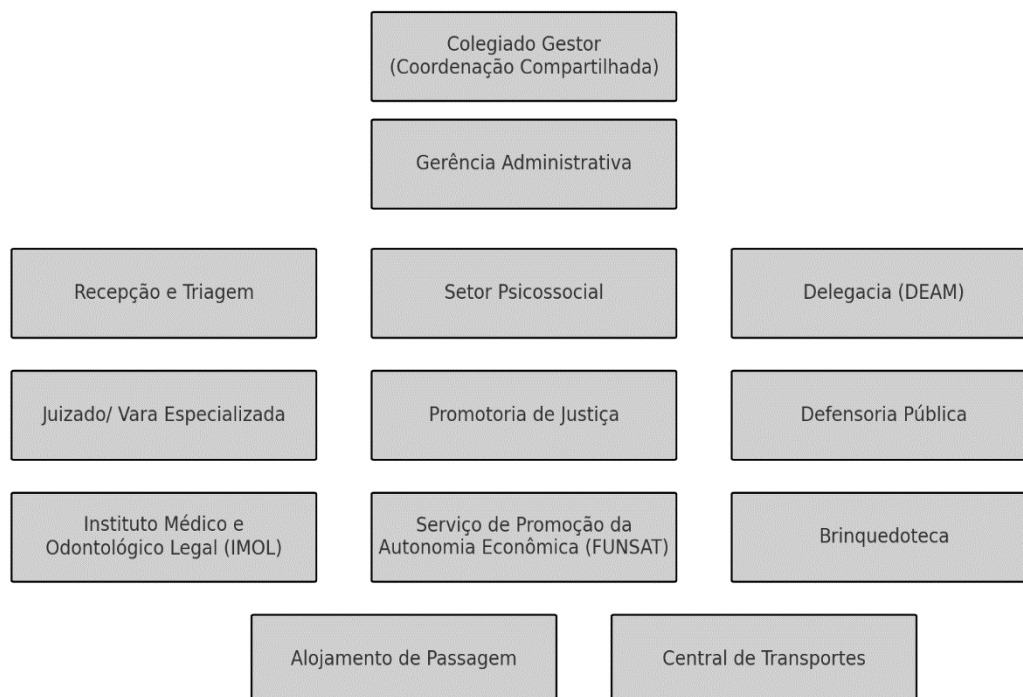 Colegiado Gestor
(Coordenação Compartilhada)
Gerência Administrativa
Recepção e Triagem
Setor Psicossocial
Delegacia (DEAM)
Juizado/ Vara Especializada
Promotoria de Justiça
Defensoria Pública
Instituto Médico e
Odontológico Legal (IMOL)
Serviço de Promoção da
Autonomia Econômica (FUNSAT)
Brinquedoteca
Alojamento de Passagem
Central de Transportes